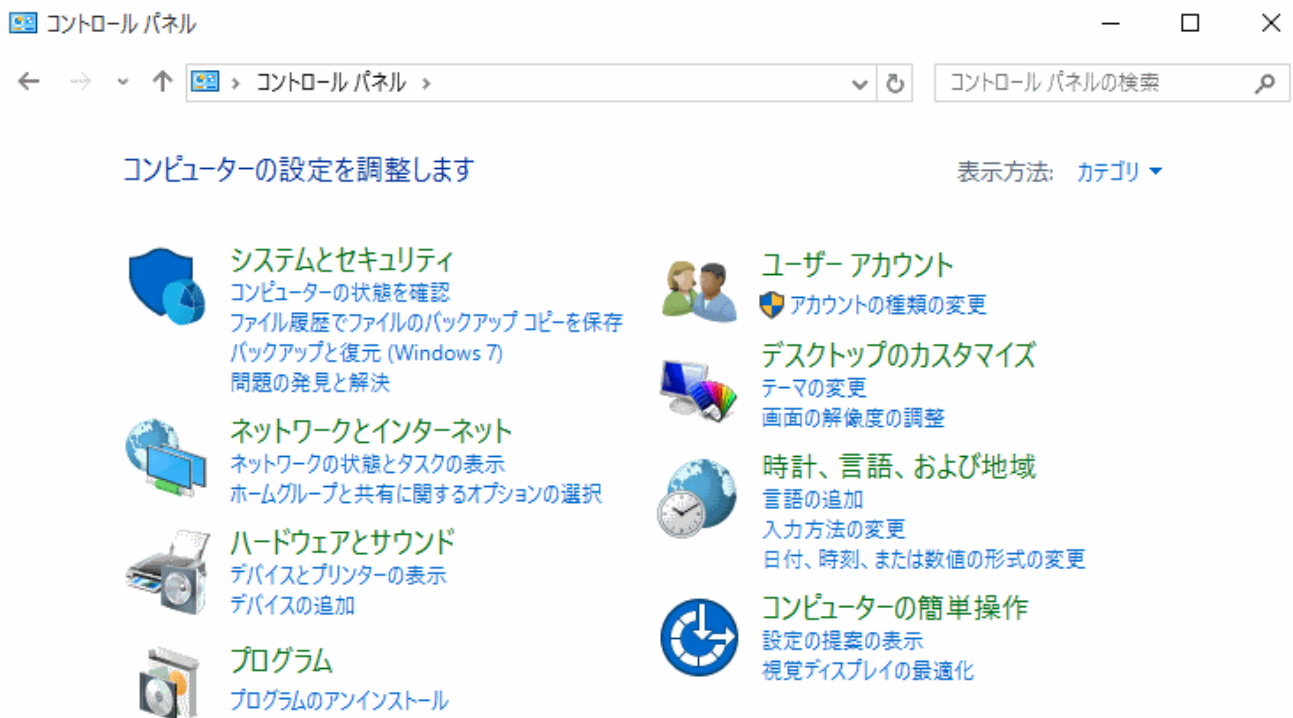 コントロール パネル
コントロール パネル
コントロール パネルの検索
コンピューターの設定を調整します
表示方法: カテゴリ
システムとセキュリティ
コンピューターの状態を確認
ファイル履歴でファイルのバックアップ コピーを保存
バックアップと復元 (Windows 7)
問題の発見と解決
ネットワークとインターネット
ネットワークの状態とタスクの表示
ホームグループと共有に関するオプションの選択
ハードウェアとサウンド
デバイスとプリンターの表示
デバイスの追加
プログラム
プログラムのアンインストール
ユーザー アカウント
アカウントの種類の変更
デスクトップのカスタマイズ
テーマの変更
画面の解像度の調整
時計、言語、および地域
言語の追加
入力方法の変更
日付、時刻、または数値の形式の変更
コンピューターの簡単操作
設定の提案の表示
視覚ディスプレイの最適化